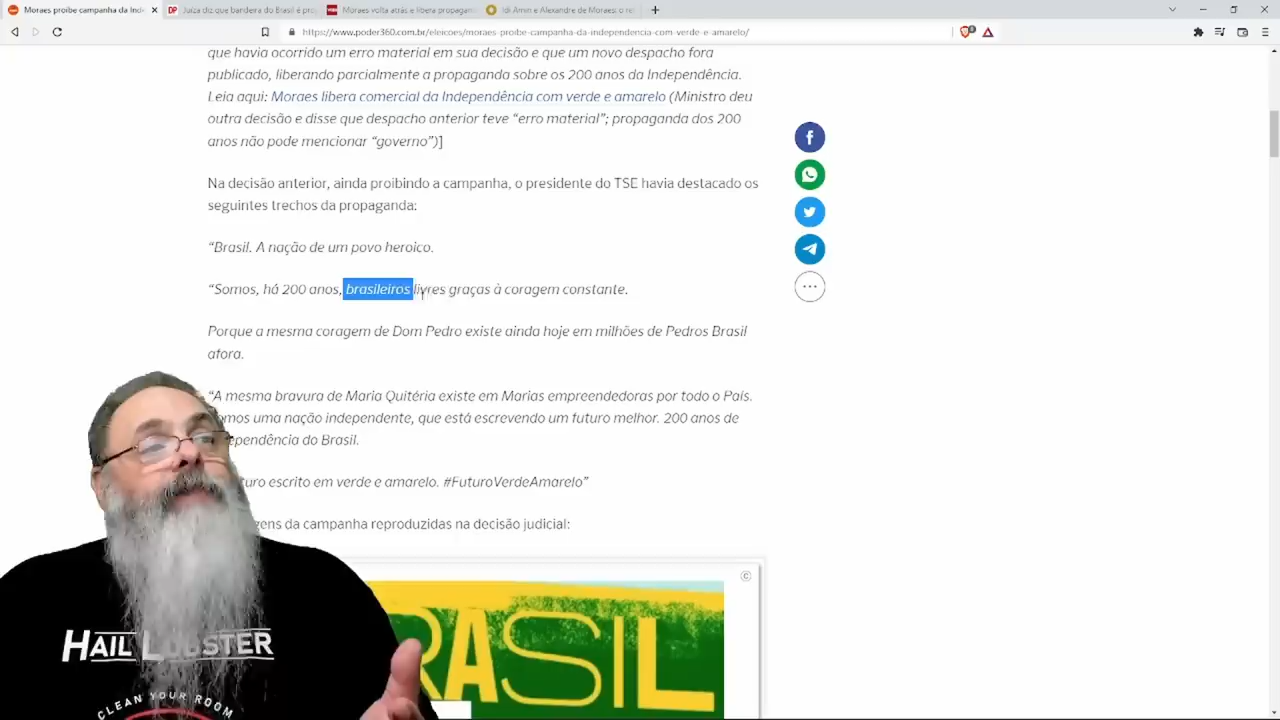 Moraes proíbe campanha da Inde
Juíza diz que bandeira do Brasil é pro
Moraes volta atrás e libera propagan
Idi Amin e Alexandre de Moraes: o re
https://www.poder360.com.br/eleicoes/moraes-proibe-campanha-da-independencia-com-verde-e-amarelo/
que havia ocorrido um erro material em sua decisão e que um novo despacho fora
publicado, liberando parcialmente a propaganda sobre os 200 anos da Independência.
Leia aqui: Moraes libera comercial da Independência com verde e amarelo (Ministro deu
outra decisão e disse que despacho anterior teve “erro material”; propaganda dos 200
anos não pode mencionar “governo”)]
Na decisão anterior, ainda proibindo a campanha, o presidente do TSE havia destacado os
seguintes trechos da propaganda:
“Brasil. A nação de um povo heroico.
“Somos, há 200 anos, brasileiros livres graças à coragem constante.
Porque a mesma coragem de Dom Pedro existe ainda hoje em milhões de Pedros Brasil
afora.
“A mesma bravura de Maria Quitéria existe em Marias empreendedoras por todo o País.
omos uma nação independente, que está escrevendo um futuro melhor. 200 anos de
ependência do Brasil.
turo escrito em verde e amarelo. #FuturoVerdeAmarelo”
gens da campanha reproduzidas na decisão judicial:
©
RASIL
HAIL LOBSTER
CLEAN YOUR ROOM